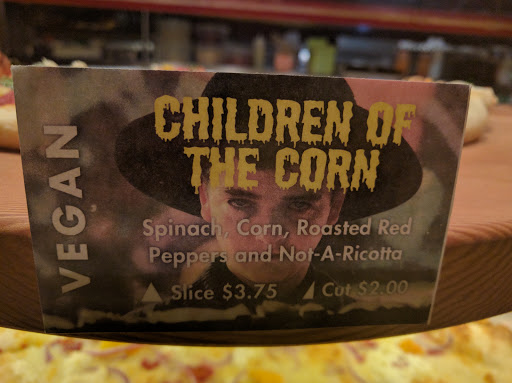 VEGAN
CHILDREN OF
THE CORN
Spinach, Corn, Roasted Red
Peppers and Not-A-Ricotta
Slice $3.75 Cut $2.00